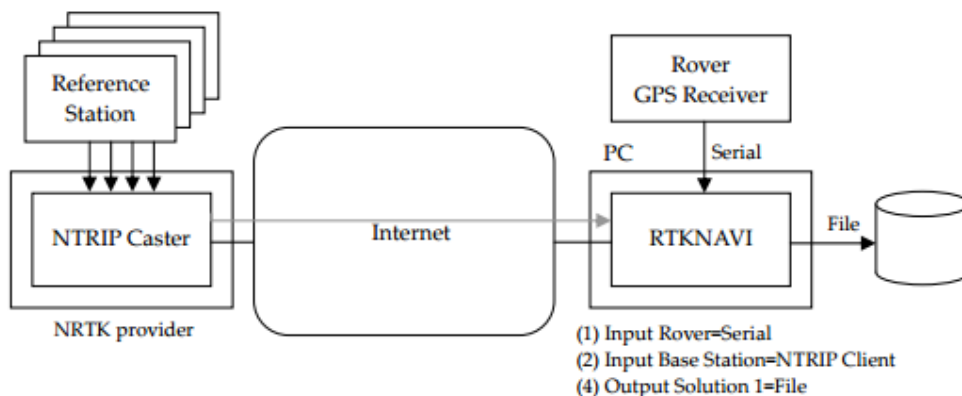 Reference
Station
NTRIP Caster
NRTK provider
Internet
Rover
GPS Receiver
PC
Serial
RTKNAVI
File
(1) Input Rover=Serial
(2) Input Base Station=NTRIP Client
(4) Output Solution 1=File